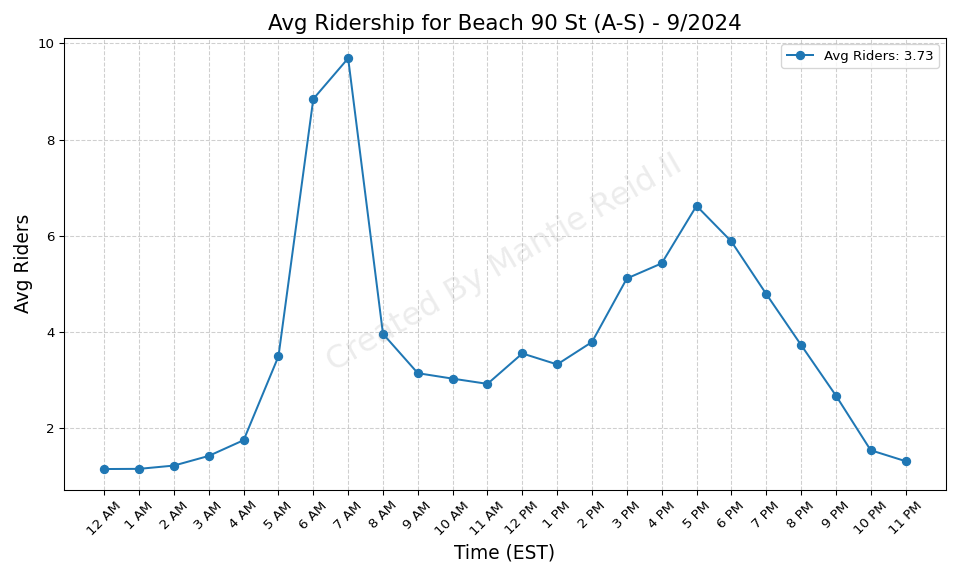 Avg Ridership for Beach 90 St (A-S) - 9/2024
Avg Riders: 3.73
Avg Riders
10
8
6
4
2
Created By Mantie Reid II
12 AM
1 AM
2 AM
3 AM
4 AM
5 AM
6 AM
7 AM
8 AM
9 AM
10 AM
11 AM
12 PM
1 PM
2 PM
3 PM
4 PM
5 PM
6 PM
7 PM
8 PM
9 PM
10 PM
11 PM
Time (EST)